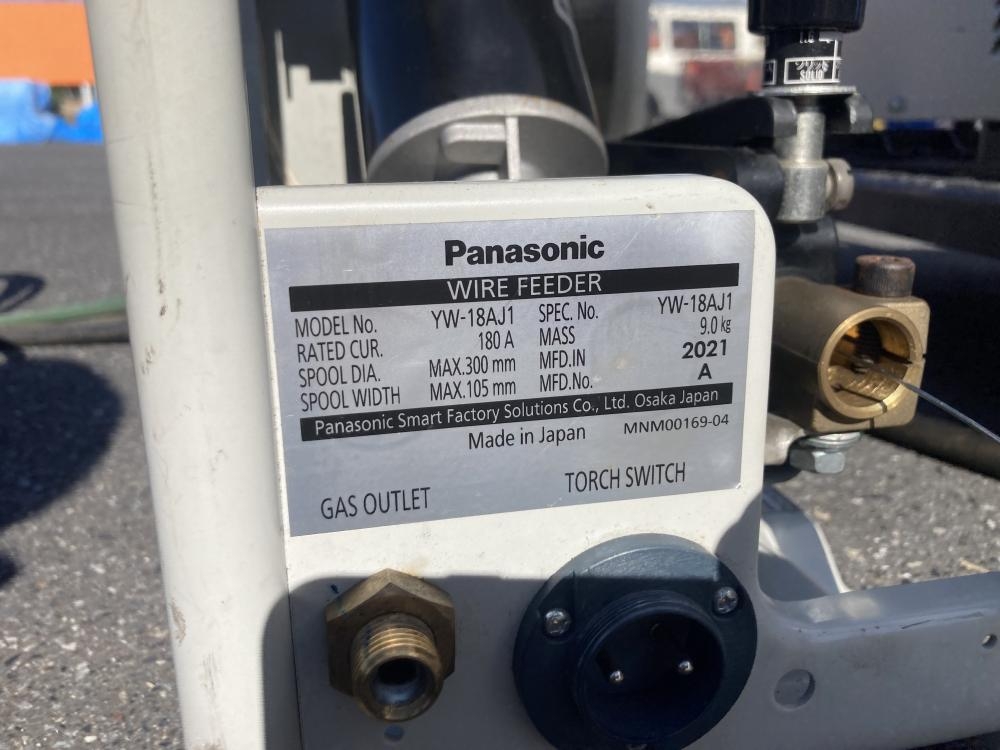 SOLID
Panasonic
WIRE FEEDER
MODEL No. YW-18AJ1 SPEC. No. YW-18AJ1
RATED CUR. 180 A MASS 9.0 kg
SPOOL DIA. MAX.300 mm MFD.IN 2021
SPOOL WIDTH MAX.105 mm MFD.No. A
Panasonic Smart Factory Solutions Co., Ltd. Osaka Japan
Made in Japan MNM00169-04
GAS OUTLET TORCH SWITCH